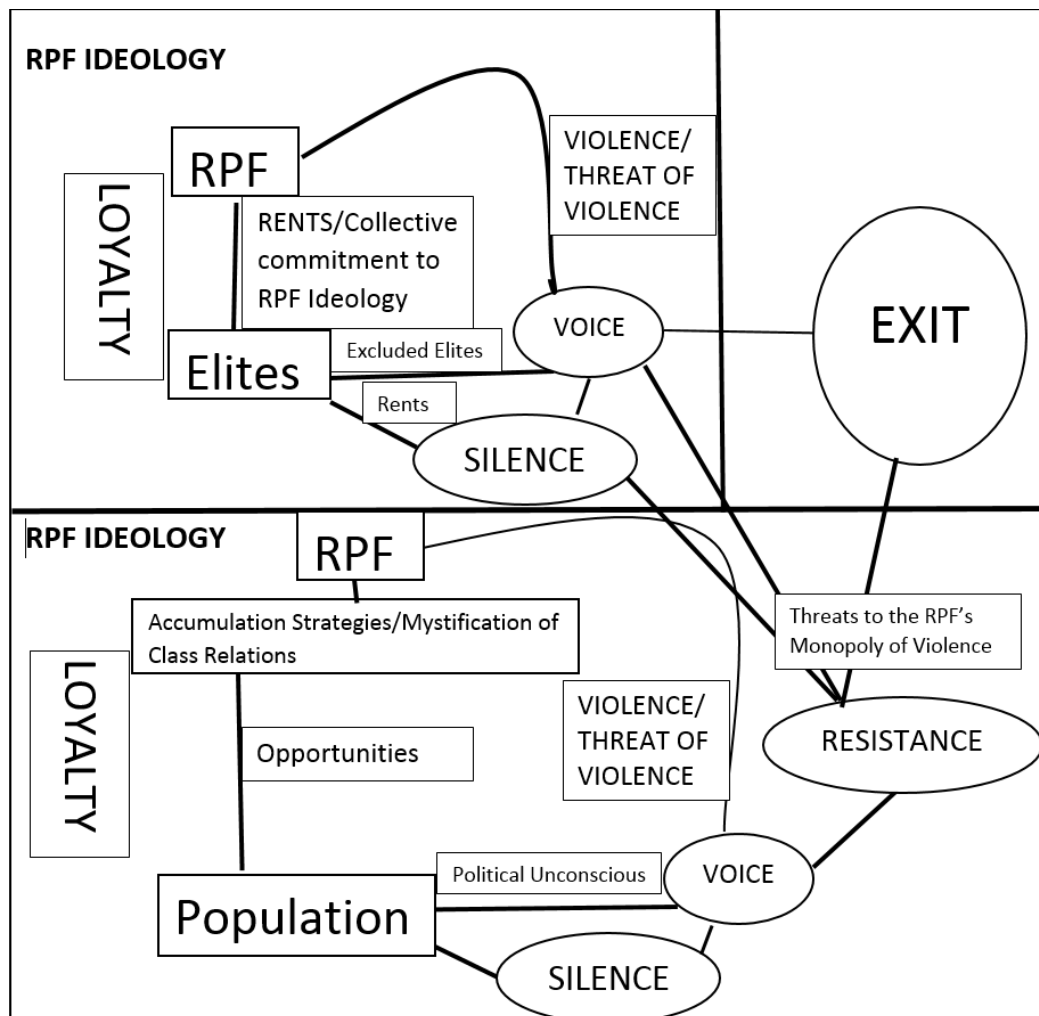 RPF IDEOLOGY
RPF
LOYALTY
RENTS/Collective
commitment to
RPF Ideology
VIOLENCE/
THREAT OF
VIOLENCE
VOICE
EXIT
Elites
Excluded Elites
Rents
SILENCE
RPF IDEOLOGY
RPF
Accumulation Strategies/Mystification of
Class Relations
LOYALTY
Opportunities
VIOLENCE/
THREAT OF
VIOLENCE
Threats to the RPF’s
Monopoly of Violence
RESISTANCE
Population
Political Unconscious
VOICE
SILENCE